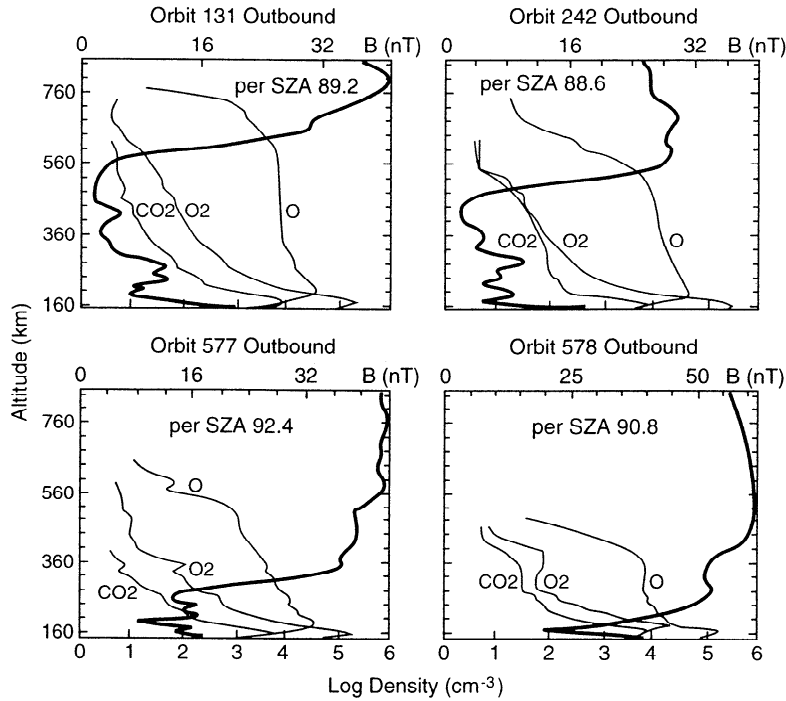 Orbit 131 Outbound
0 16 32 B (nT)
per SZA 89.2
760
560
360
160
CO2 O2 O
Orbit 242 Outbound
0 16 32 B (nT)
per SZA 88.6
CO2 O2 O
Altitude (km)
Orbit 577 Outbound
0 16 32 B (nT)
per SZA 92.4
760
560
360
160
O
O2
CO2
0 1 2 3 4 5 6
Orbit 578 Outbound
0 25 50 B (nT)
per SZA 90.8
CO2 O2 O
0 1 2 3 4 5 6
Log Density (cm-3)